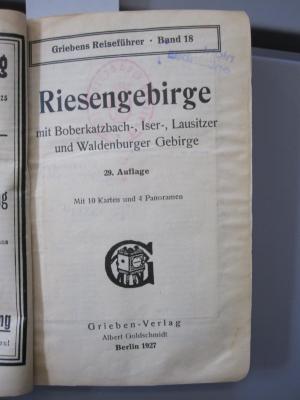 Griebens Reiseführer · Band 18
Riesengebirge
mit Boberkatzbach-, Iser-, Lausitzer
und Waldenburger Gebirge
29. Auflage
Mit 10 Karten und 4 Panoramen
G
Grieben-Verlag
Albert Goldschmidt
Berlin 1927